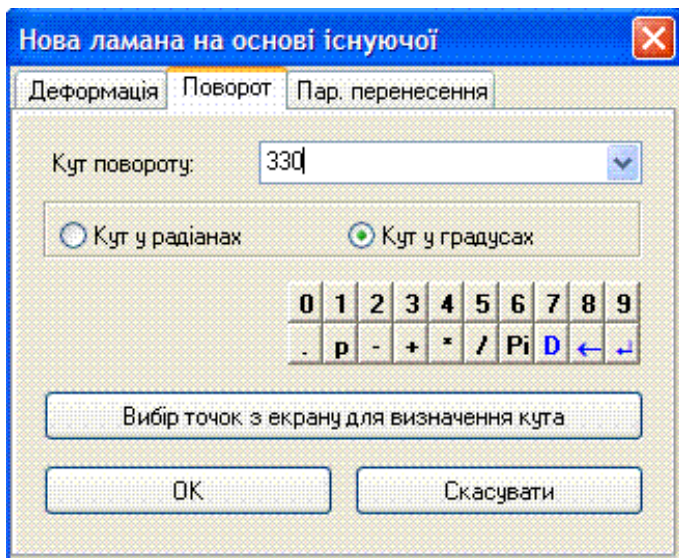 Нова ламана на основі існуючої
Деформація Поворот Пар. перенесення
Кут повороту: 330
Кут у радіанах Кут у градусах
0 1 2 3 4 5 6 7 8 9
. p - + * / Pi D ← ↵
Вибір точок з екрану для визначення кута
OK Скасувати